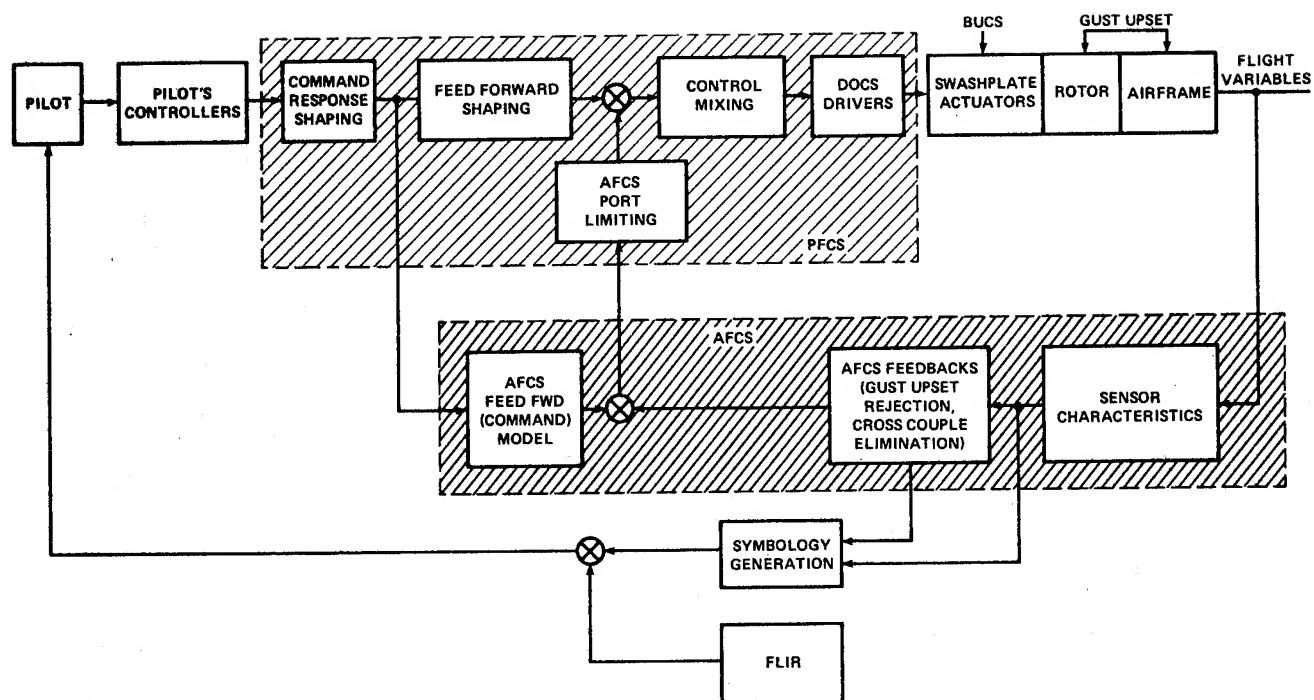 BUCS
GUST UPSET
FLIGHT
VARIABLES
PILOT
PILOT'S
CONTROLLERS
COMMAND
RESPONSE
SHAPING
FEED FORWARD
SHAPING
CONTROL
MIXING
DOCS
DRIVERS
SWASHPLATE
ACTUATORS
ROTOR
AIRFRAME
AFCS
PORT
LIMITING
PFCS
AFCS
AFCS
FEED FWD
(COMMAND)
MODEL
AFCS FEEDBACKS
(GUST UPSET
REJECTION,
CROSS COUPLE
ELIMINATION)
SENSOR
CHARACTERISTICS
SYMBOLOGY
GENERATION
FLIR